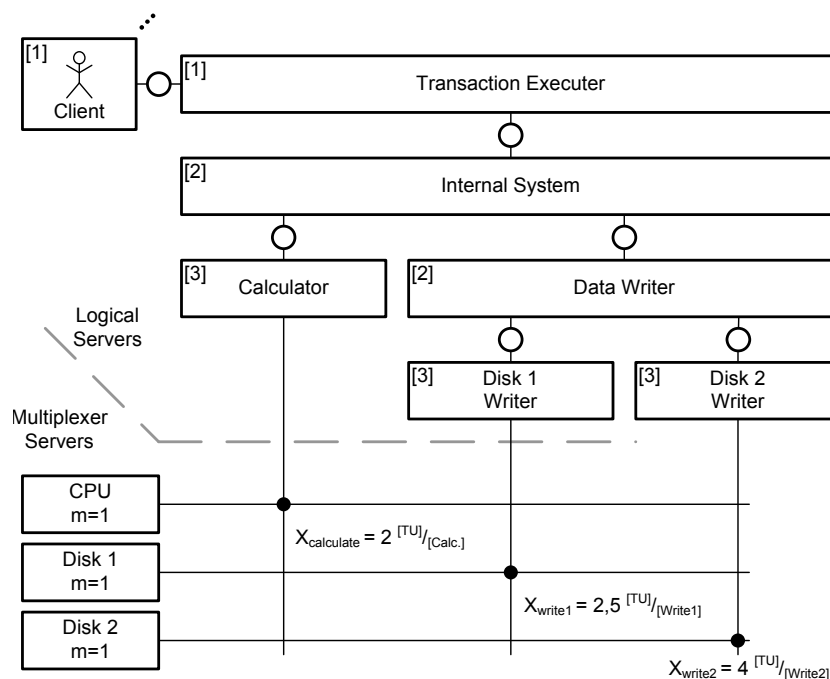 [1]
Client
[1]
Transaction Executer
[2]
Internal System
[3]
Calculator
[2]
Data Writer
Logical
Servers
[3]
Disk 1
Writer
[3]
Disk 2
Writer
Multiplexer
Servers
CPU
m=1
Xcalculate = 2 [TU]/[Calc.]
Disk 1
m=1
Xwrite1 = 2,5 [TU]/[Write1]
Disk 2
m=1
Xwrite2 = 4 [TU]/[Write2]